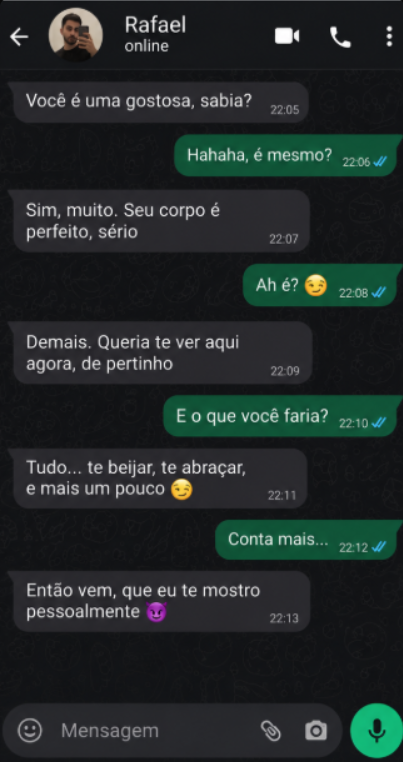 Rafael
online
Você é uma gostosa, sabia?
22:05
Hahaha, é mesmo?
22:06
Sim, muito. Seu corpo é
perfeito, sério
22:07
Ah é? 😏
22:08
Demais. Queria te ver aqui
agora, de pertinho
22:09
E o que você faria?
22:10
Tudo... te beijar, te abraçar,
e mais um pouco 😏
22:11
Conta mais...
22:12
Então vem, que eu te mostro
pessoalmente 😈
22:13
Mensagem